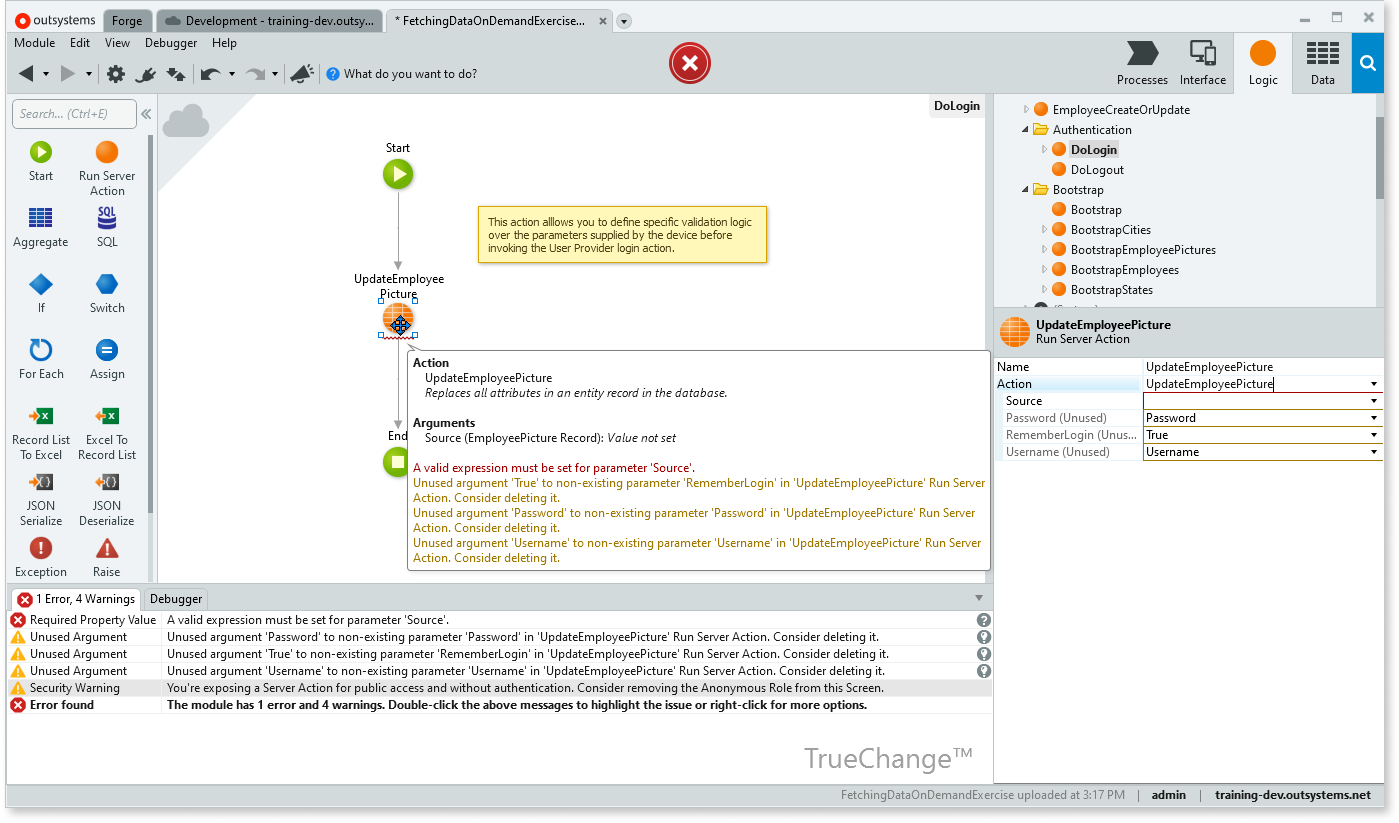 outsystems
Forge
Development - training-dev.outsy...
* FetchingDataOnDemandExercise...
Module Edit View Debugger Help
What do you want to do?
Processes
Interface
Logic
Data
Search... (Ctrl+E)
Start
Run Server
Action
Aggregate
SQL
SQL
If
Switch
For Each
Assign
Record List
To Excel
Excel To
Record List
JSON
Serialize
JSON
Deserialize
Exception
Raise
DoLogin
Start
This action alllows you to define specific validation logic
over the parameters supplied by the device before
invoking the User Provider login action.
UpdateEmployee
Picture
End
Action
UpdateEmployeePicture
Replaces all attributes in an entity record in the database.
Arguments
Source (EmployeePicture Record): Value not set
A valid expression must be set for parameter 'Source'.
Unused argument 'True' to non-existing parameter 'RememberLogin' in 'UpdateEmployeePicture' Run Server
Action. Consider deleting it.
Unused argument 'Password' to non-existing parameter 'Password' in 'UpdateEmployeePicture' Run Server
Action. Consider deleting it.
Unused argument 'Username' to non-existing parameter 'Username' in 'UpdateEmployeePicture' Run Server
Action. Consider deleting it.
EmployeeCreateOrUpdate
Authentication
DoLogin
DoLogout
Bootstrap
Bootstrap
BootstrapCities
BootstrapEmployeePictures
BootstrapEmployees
BootstrapStates
UpdateEmployeePicture
Run Server Action
Name UpdateEmployeePicture
Action UpdateEmployeePicture
Source
Password (Unused) Password
RememberLogin (Unus... True
Username (Unused) Username
1 Error, 4 Warnings
Debugger
Required Property Value A valid expression must be set for parameter 'Source'.
Unused Argument Unused argument 'Password' to non-existing parameter 'Password' in 'UpdateEmployeePicture' Run Server Action. Consider deleting it.
Unused Argument Unused argument 'True' to non-existing parameter 'RememberLogin' in 'UpdateEmployeePicture' Run Server Action. Consider deleting it.
Unused Argument Unused argument 'Username' to non-existing parameter 'Username' in 'UpdateEmployeePicture' Run Server Action. Consider deleting it.
Security Warning You're exposing a Server Action for public access and without authentication. Consider removing the Anonymous Role from this Screen.
Error found The module has 1 error and 4 warnings. Double-click the above messages to highlight the issue or right-click for more options.
TrueChange™
FetchingDataOnDemandExercise uploaded at 3:17 PM | admin | training-dev.outsystems.net